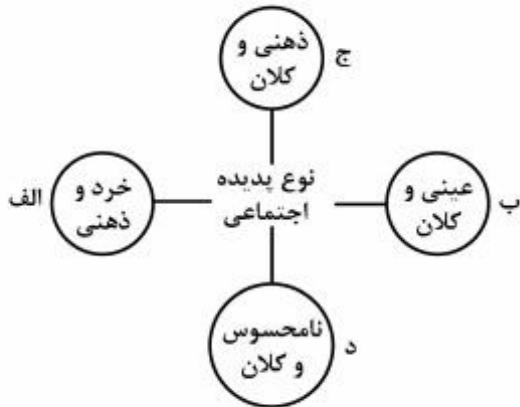 ذهنی و
کلان
ج
نوع پدیده
اجتماعی
عینی و
کلان
ب
خرد و
ذهنی
الف
نامحسوس
و کلان
د